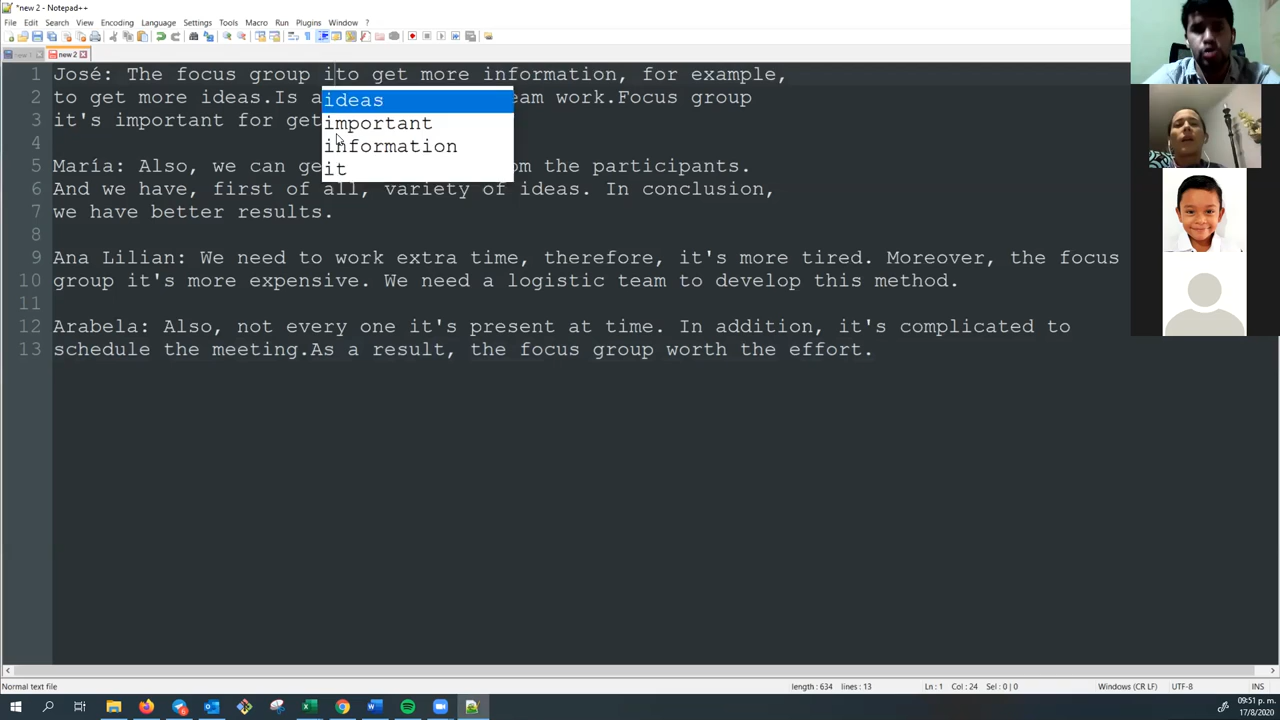 *new 2 - Notepad++
File Edit Search View Encoding Language Settings Tools Macro Run Plugins Window ?
new 1 new 2
1 José: The focus group ito get more information, for example,
2 to get more ideas.Is a eam work.Focus group
3 it's important for get
4
5 María: Also, we can ge om the participants.
6 And we have, first of all, variety of ideas. In conclusion,
7 we have better results.
8
9 Ana Lilian: We need to work extra time, therefore, it's more tired. Moreover, the focus
10 group it's more expensive. We need a logistic team to develop this method.
11
12 Arabela: Also, not every one it's present at time. In addition, it's complicated to
13 schedule the meeting.As a result, the focus group worth the effort.
ideas
important
information
it
Normal text file length : 634 lines : 13 Ln : 1 Col : 24 Sel : 0 | 0 Windows (CR LF) UTF-8 INS
09:51 p. m.
17/8/2020